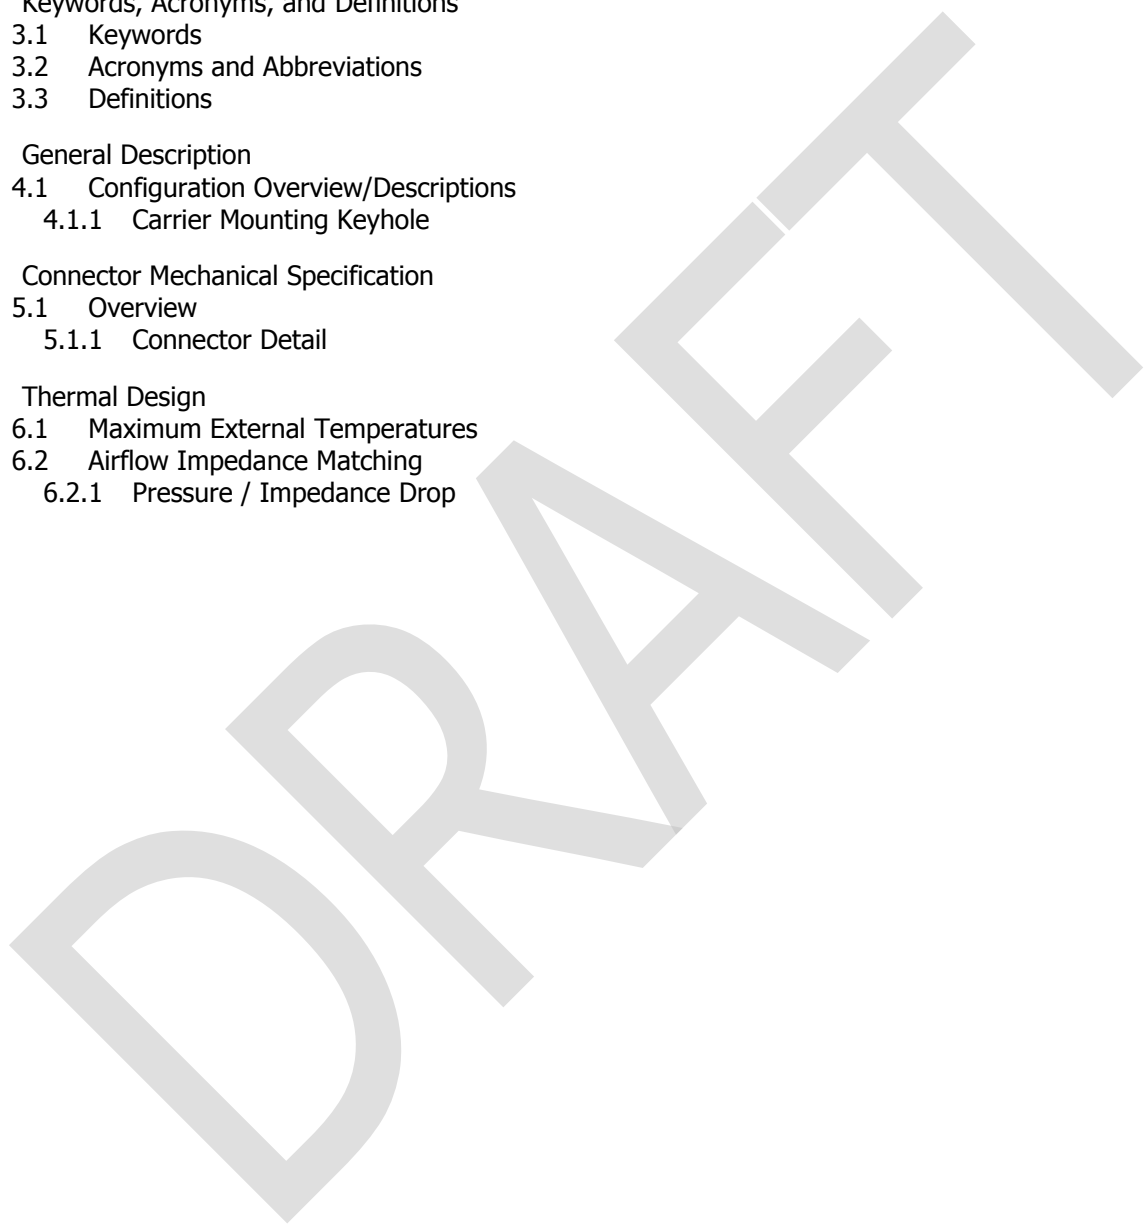 Keywords, Acronyms, and Definitions
3.1 Keywords
3.2 Acronyms and Abbreviations
3.3 Definitions
General Description
4.1 Configuration Overview/Descriptions
4.1.1 Carrier Mounting Keyhole
Connector Mechanical Specification
5.1 Overview
5.1.1 Connector Detail
Thermal Design
6.1 Maximum External Temperatures
6.2 Airflow Impedance Matching
6.2.1 Pressure / Impedance Drop
DRAFT